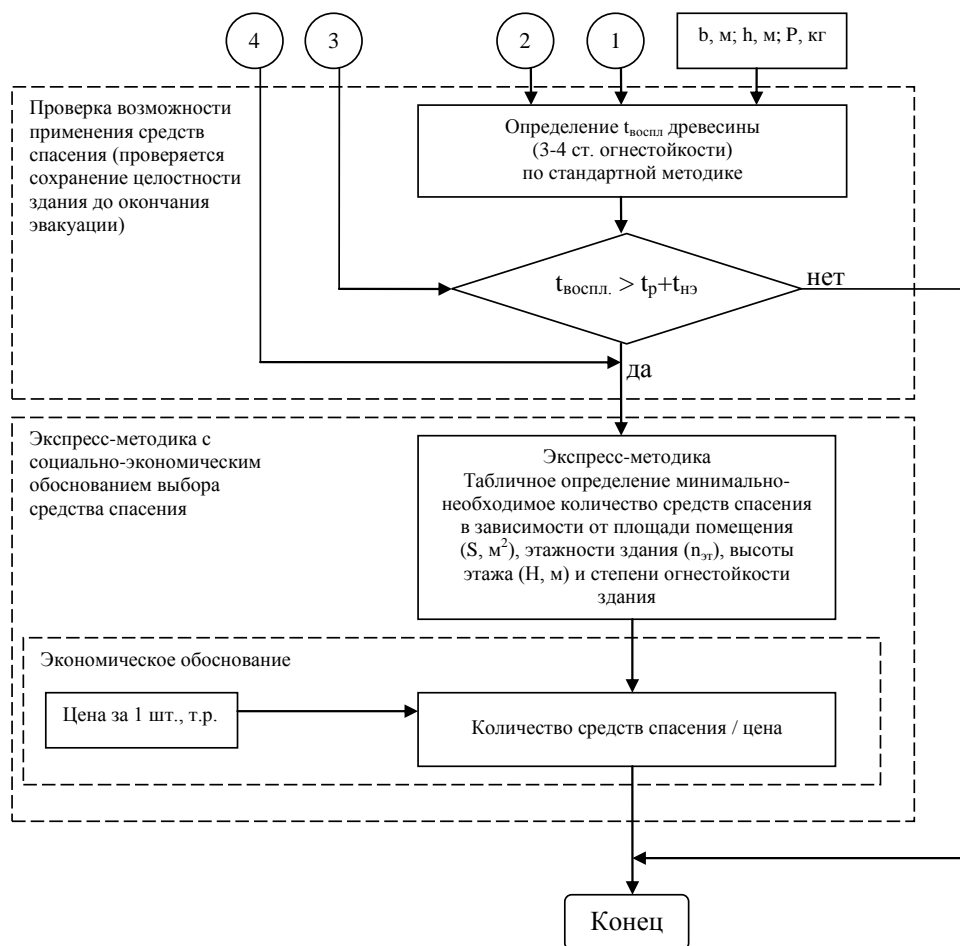 4
3
2
1
b, м; h, м; P, кг
Проверка возможности
применения средств
спасения (проверяется
сохранение целостности
здания до окончания
эвакуации)
Определение tвоспл древесины
(3-4 ст. огнестойкости)
по стандартной методике
tвоспл. > tр+tнэ
нет
да
Экспресс-методика с
социально-экономическим
обоснованием выбора
средства спасения
Экспресс-методика
Табличное определение минимально-
необходимое количество средств спасения
в зависимости от площади помещения
(S, м²), этажности здания (nэт), высоты
этажа (H, м) и степени огнестойкости
здания
Экономическое обоснование
Цена за 1 шт., т.р.
Количество средств спасения / цена
Конец